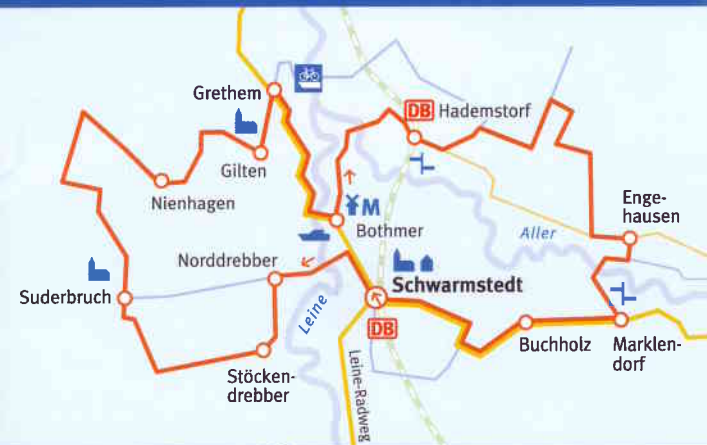 Grethem
DB Hademstorf
Gilten
Nienhagen
Enge-
hausen
M
Bothmer
Aller
Norddrebber
Schwarmstedt
Suderbruch
Leine
DB
Buchholz
Marklen-
dorf
Stöcken-
drebber
Leine-Radweg